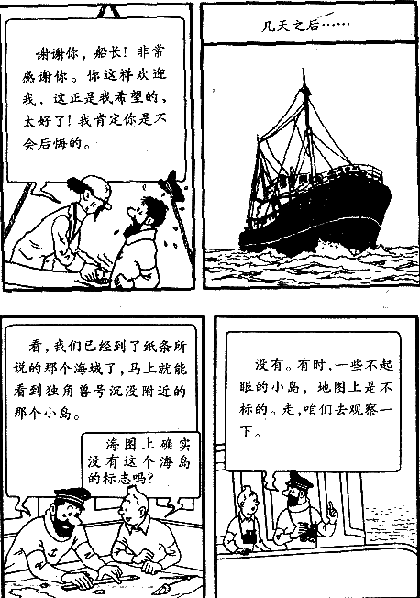 谢谢你，船长！非常
感谢你。你这样欢迎
我，这正是我希望的，
太好了！我肯定你是不
会后悔的。
几天之后……
看，我们已经到了纸条所
说的那个海域了，马上就能
看到独角兽号沉没附近的
那个小岛。
海图上确实
没有这个海岛
的标志吗？
没有。有时，一些不起
眼的小岛，地图上是不
标的。走，咱们去观察一
下。